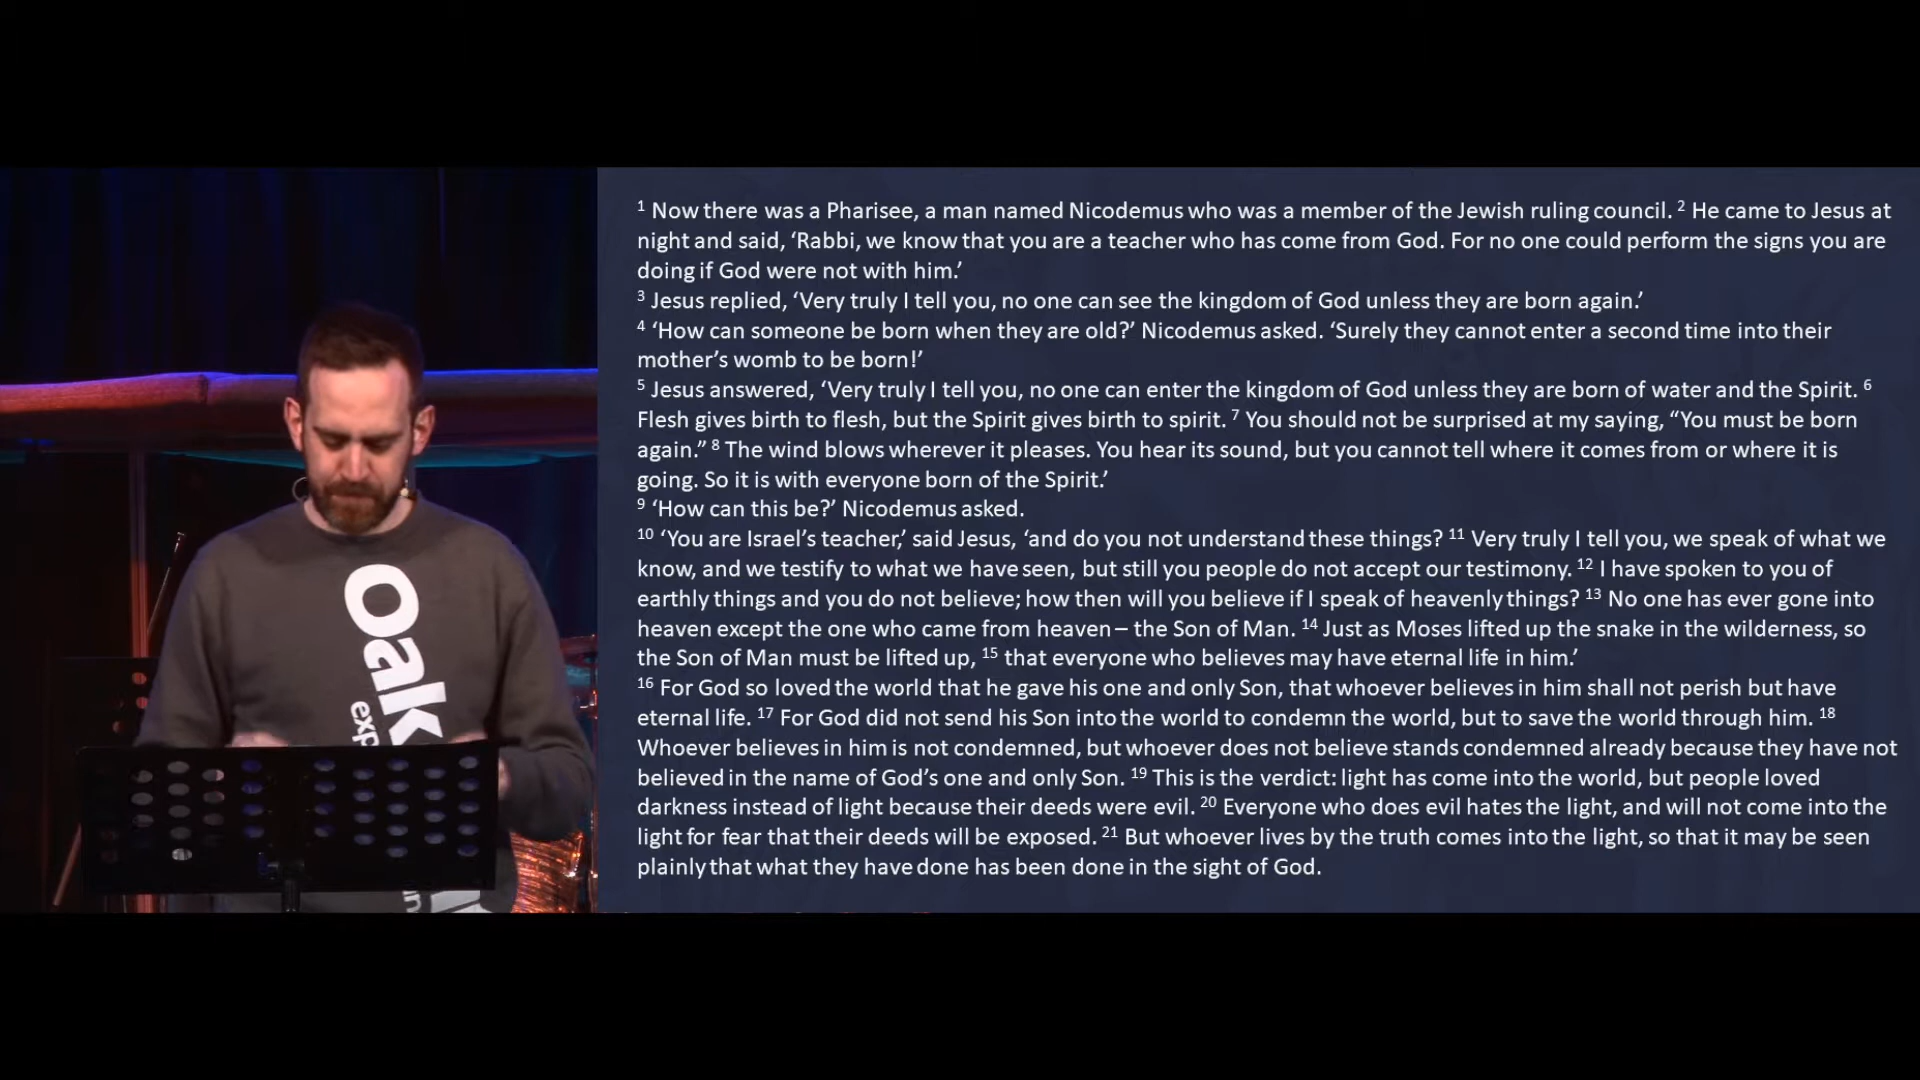 ¹ Now there was a Pharisee, a man named Nicodemus who was a member of the Jewish ruling council. ² He came to Jesus at
night and said, ‘Rabbi, we know that you are a teacher who has come from God. For no one could perform the signs you are
doing if God were not with him.’
³ Jesus replied, ‘Very truly I tell you, no one can see the kingdom of God unless they are born again.’
⁴ ‘How can someone be born when they are old?’ Nicodemus asked. ‘Surely they cannot enter a second time into their
mother’s womb to be born!’
⁵ Jesus answered, ‘Very truly I tell you, no one can enter the kingdom of God unless they are born of water and the Spirit. ⁶
Flesh gives birth to flesh, but the Spirit gives birth to spirit. ⁷ You should not be surprised at my saying, “You must be born
again.” ⁸ The wind blows wherever it pleases. You hear its sound, but you cannot tell where it comes from or where it is
going. So it is with everyone born of the Spirit.’
⁹ ‘How can this be?’ Nicodemus asked.
¹⁰ ‘You are Israel’s teacher,’ said Jesus, ‘and do you not understand these things? ¹¹ Very truly I tell you, we speak of what we
know, and we testify to what we have seen, but still you people do not accept our testimony. ¹² I have spoken to you of
earthly things and you do not believe; how then will you believe if I speak of heavenly things? ¹³ No one has ever gone into
heaven except the one who came from heaven – the Son of Man. ¹⁴ Just as Moses lifted up the snake in the wilderness, so
the Son of Man must be lifted up, ¹⁵ that everyone who believes may have eternal life in him.’
¹⁶ For God so loved the world that he gave his one and only Son, that whoever believes in him shall not perish but have
eternal life. ¹⁷ For God did not send his Son into the world to condemn the world, but to save the world through him. ¹⁸
Whoever believes in him is not condemned, but whoever does not believe stands condemned already because they have not
believed in the name of God’s one and only Son. ¹⁹ This is the verdict: light has come into the world, but people loved
darkness instead of light because their deeds were evil. ²⁰ Everyone who does evil hates the light, and will not come into the
light for fear that their deeds will be exposed. ²¹ But whoever lives by the truth comes into the light, so that it may be seen
plainly that what they have done has been done in the sight of God.
oak